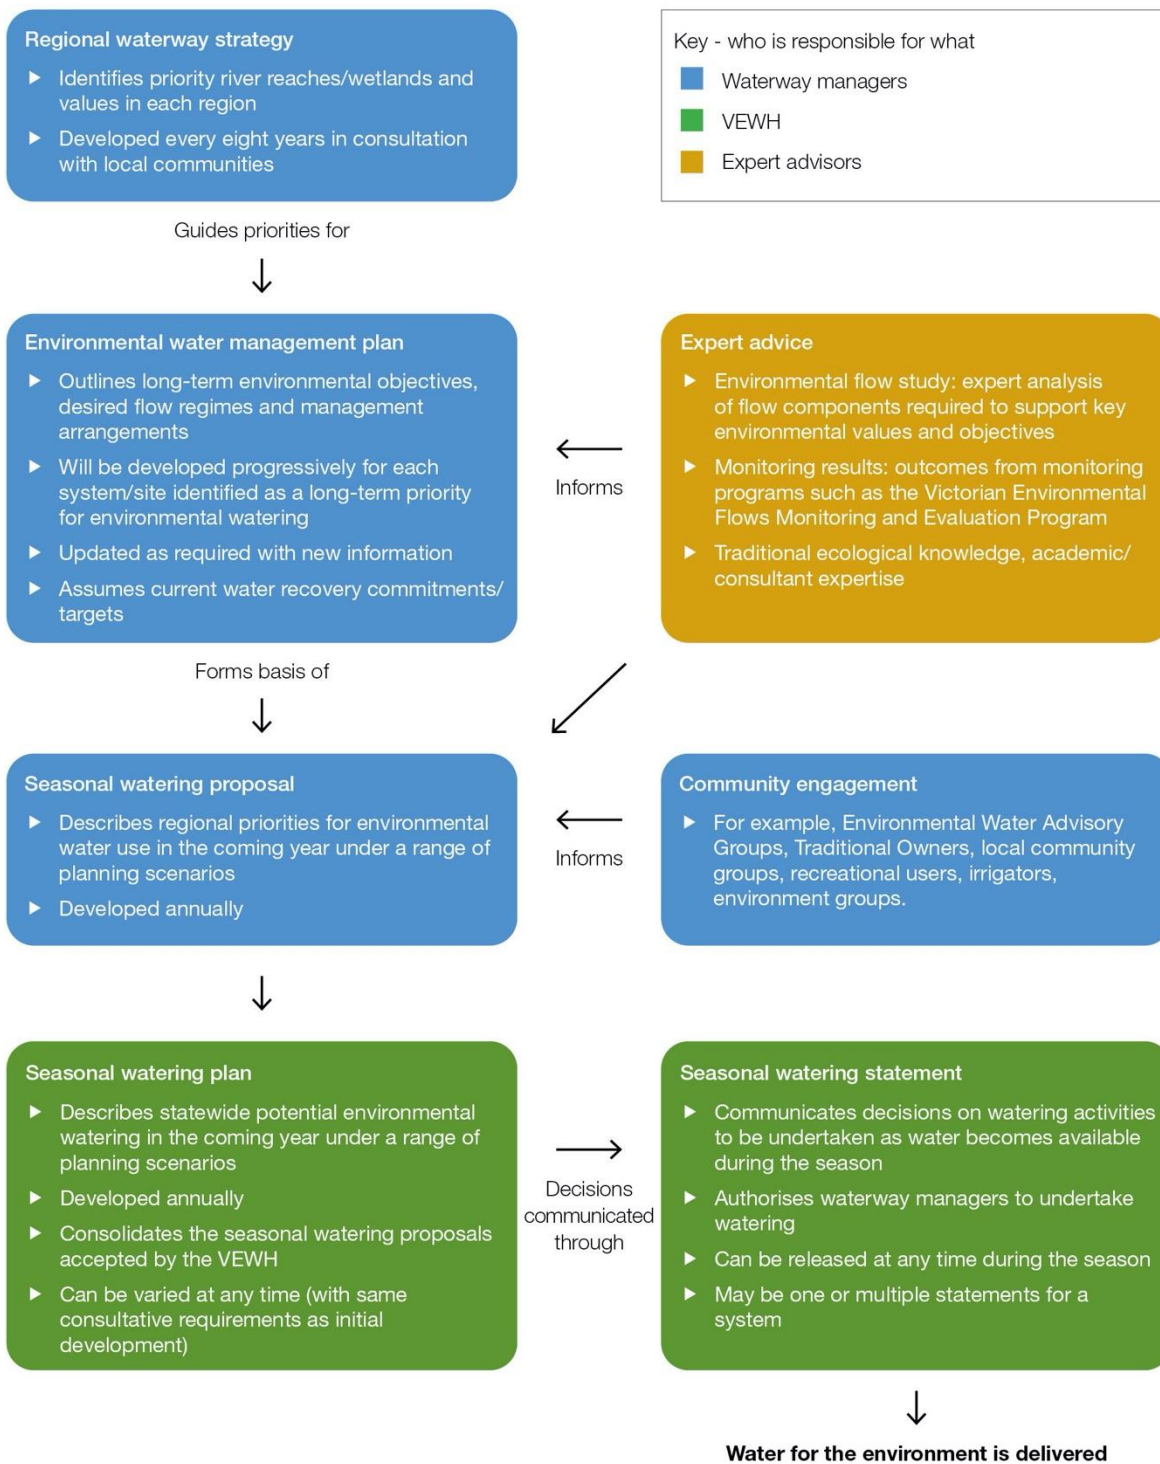 Regional waterway strategy
▶ Identifies priority river reaches/wetlands and
values in each region
▶ Developed every eight years in consultation
with local communities
Key - who is responsible for what
Waterway managers
VEWH
Expert advisors
Guides priorities for
Environmental water management plan
▶ Outlines long-term environmental objectives,
desired flow regimes and management
arrangements
▶ Will be developed progressively for each
system/site identified as a long-term priority
for environmental watering
▶ Updated as required with new information
▶ Assumes current water recovery commitments/
targets
Informs
Expert advice
▶ Environmental flow study: expert analysis
of flow components required to support key
environmental values and objectives
▶ Monitoring results: outcomes from monitoring
programs such as the Victorian Environmental
Flows Monitoring and Evaluation Program
▶ Traditional ecological knowledge, academic/
consultant expertise
Forms basis of
Seasonal watering proposal
▶ Describes regional priorities for environmental
water use in the coming year under a range of
planning scenarios
▶ Developed annually
Informs
Community engagement
▶ For example, Environmental Water Advisory
Groups, Traditional Owners, local community
groups, recreational users, irrigators,
environment groups.
Seasonal watering plan
▶ Describes statewide potential environmental
watering in the coming year under a range of
planning scenarios
▶ Developed annually
▶ Consolidates the seasonal watering proposals
accepted by the VEWH
▶ Can be varied at any time (with same
consultative requirements as initial
development)
Decisions
communicated
through
Seasonal watering statement
▶ Communicates decisions on watering activities
to be undertaken as water becomes available
during the season
▶ Authorises waterway managers to undertake
watering
▶ Can be released at any time during the season
▶ May be one or multiple statements for a
system
Water for the environment is delivered